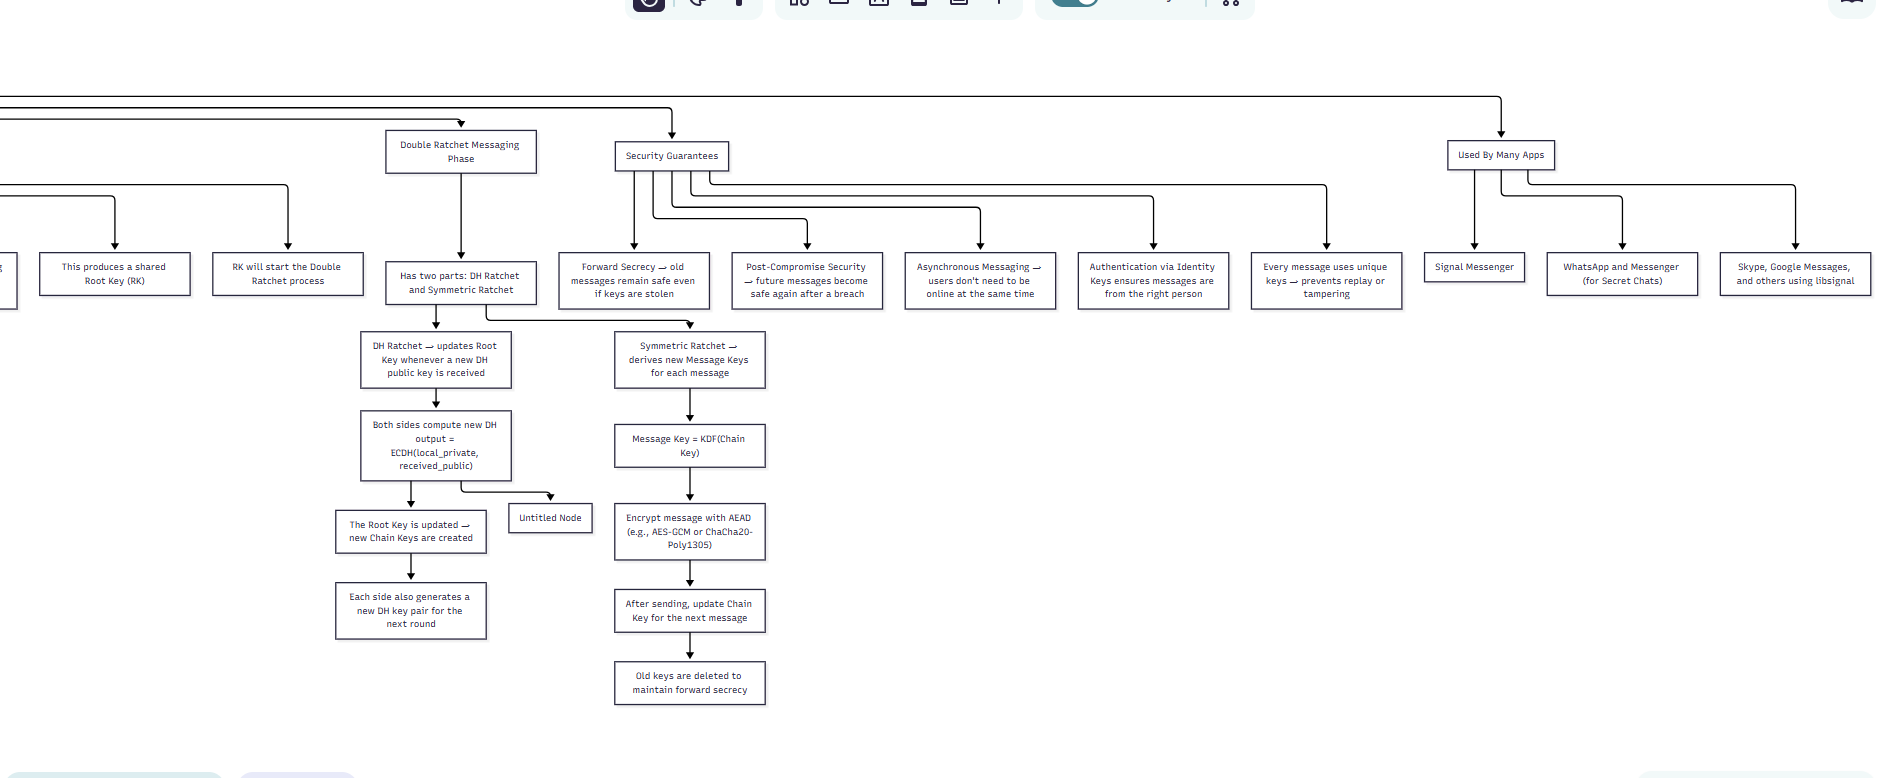 Double Ratchet Messaging
Phase
Security Guarantees
Used By Many Apps
This produces a shared
Root Key (RK)
RK will start the Double
Ratchet process
Has two parts: DH Ratchet
and Symmetric Ratchet
Forward Secrecy → old
messages remain safe even
if keys are stolen
Post-Compromise Security
→ future messages become
safe again after a breach
Asynchronous Messaging →
users don't need to be
online at the same time
Authentication via Identity
Keys ensures messages are
from the right person
Every message uses unique
keys → prevents replay or
tampering
Signal Messenger
WhatsApp and Messenger
(for Secret Chats)
Skype, Google Messages,
and others using libsignal
DH Ratchet → updates Root
Key whenever a new DH
public key is received
Symmetric Ratchet →
derives new Message Keys
for each message
Both sides compute new DH
output =
ECDH(local_private,
received_public)
Message Key = KDF(Chain
Key)
The Root Key is updated →
new Chain Keys are created
Untitled Node
Encrypt message with AEAD
(e.g., AES-GCM or ChaCha20-
Poly1305)
Each side also generates a
new DH key pair for the
next round
After sending, update Chain
Key for the next message
Old keys are deleted to
maintain forward secrecy